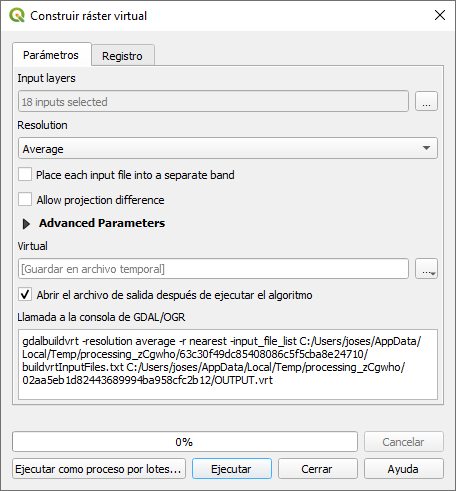 Construir ráster virtual
Parámetros
Registro
Input layers
18 inputs selected
...
Resolution
Average
Place each input file into a separate band
Allow projection difference
Advanced Parameters
Virtual
[Guardar en archivo temporal]
...
Abrir el archivo de salida después de ejecutar el algoritmo
Llamada a la consola de GDAL/OGR
gdalbuildvrt -resolution average -r nearest -input_file_list C:/Users/joses/AppData/
Local/Temp/processing_zCgwho/63c30f49dc85408086c5f5cba8e24710/
buildvrtInputFiles.txt C:/Users/joses/AppData/Local/Temp/processing_zCgwho/
02aa5eb1d82443689994ba958cfc2b12/OUTPUT.vrt
0%
Cancelar
Ejecutar como proceso por lotes...
Ejecutar
Cerrar
Ayuda